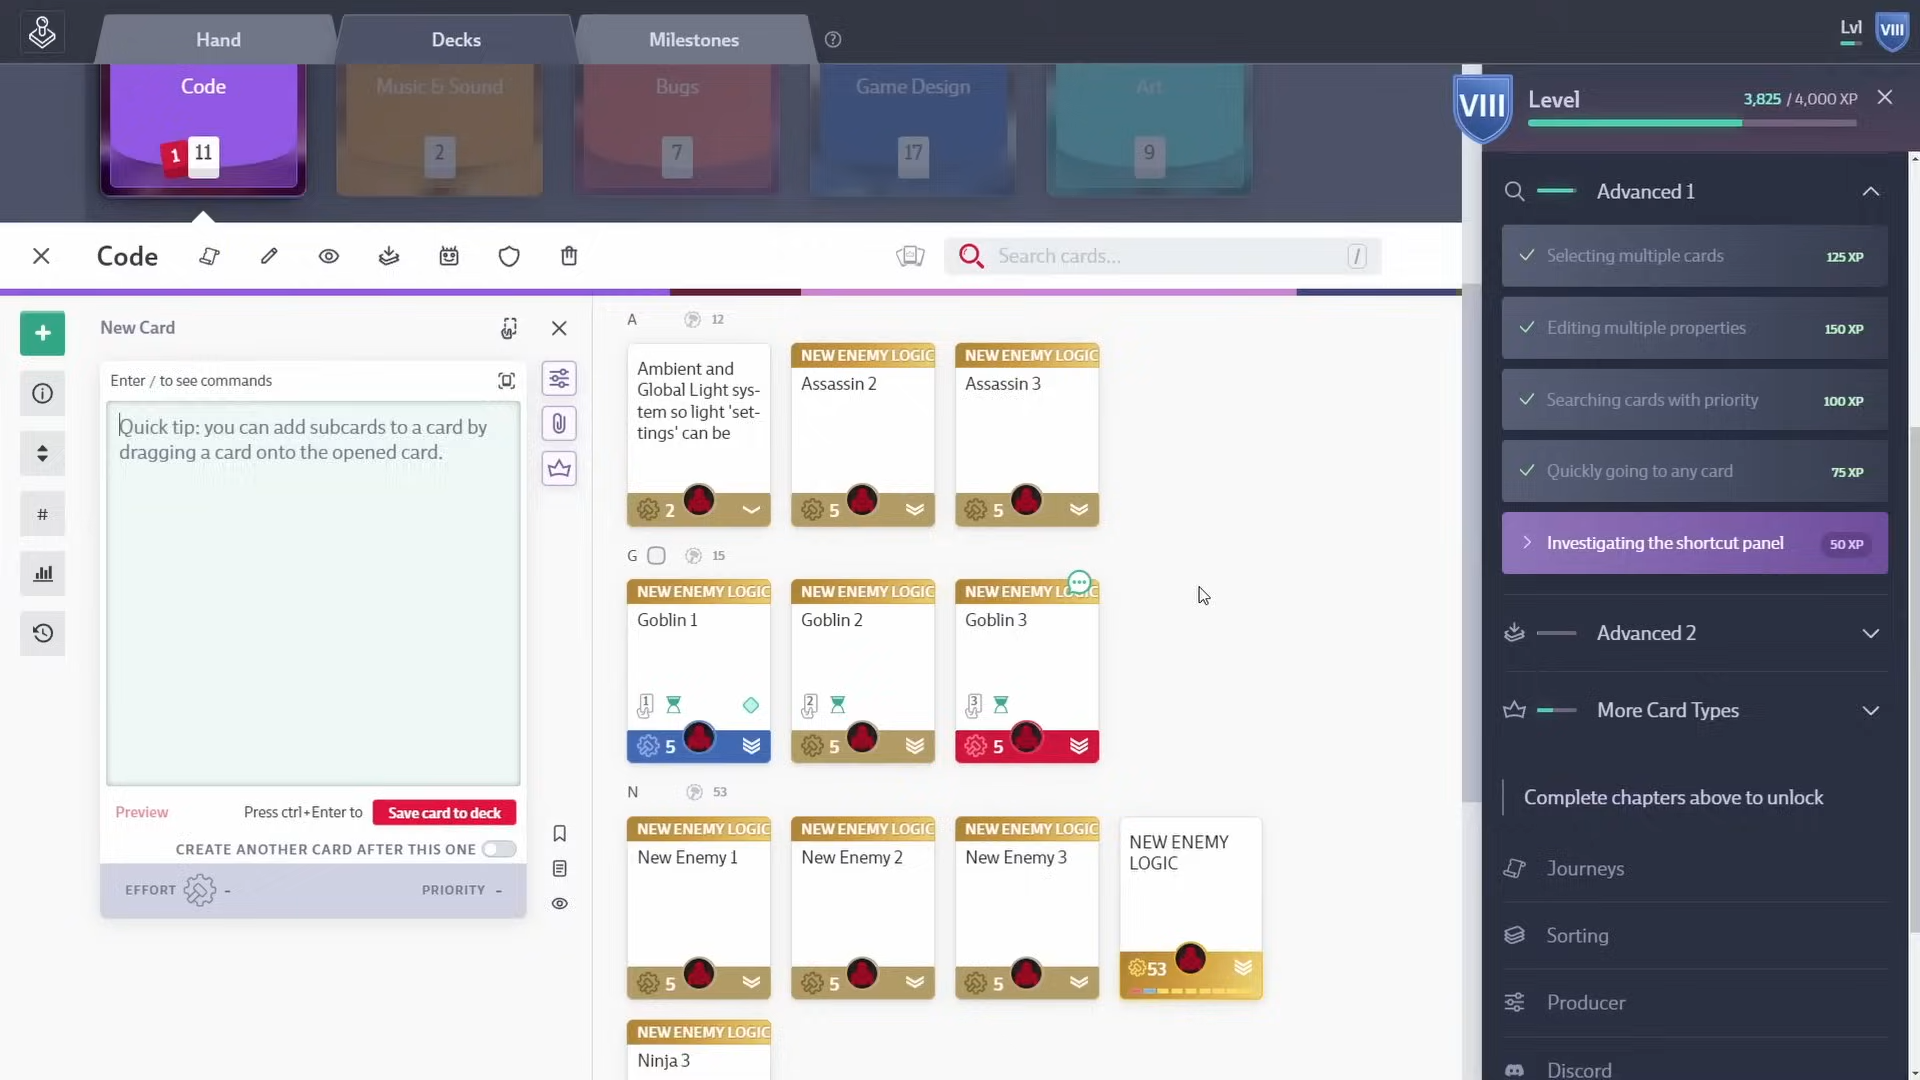 Hand
Decks
Milestones
Lvl
VIII
Code
1
11
Music & Sound
2
Bugs
7
Game Design
17
Art
9
Code
Search cards...
/
New Card
Enter / to see commands
Quick tip: you can add subcards to a card by
dragging a card onto the opened card.
Preview
Press ctrl+Enter to
Save card to deck
CREATE ANOTHER CARD AFTER THIS ONE
EFFORT
-
PRIORITY -
#
A
12
Ambient and
Global Light sys-
tem so light 'set-
tings' can be
2
NEW ENEMY LOGIC
Assassin 2
5
NEW ENEMY LOGIC
Assassin 3
5
G
15
NEW ENEMY LOGIC
Goblin 1
1
5
NEW ENEMY LOGIC
Goblin 2
2
5
NEW ENEMY LOGIC
Goblin 3
3
5
N
53
NEW ENEMY LOGIC
New Enemy 1
5
NEW ENEMY LOGIC
New Enemy 2
5
NEW ENEMY LOGIC
New Enemy 3
5
NEW ENEMY
LOGIC
53
NEW ENEMY LOGIC
Ninja 3
VIII
Level
3,825 / 4,000 XP
Advanced 1
Selecting multiple cards
125 XP
Editing multiple properties
150 XP
Searching cards with priority
100 XP
Quickly going to any card
75 XP
Investigating the shortcut panel
50 XP
Advanced 2
More Card Types
Complete chapters above to unlock
Journeys
Sorting
Producer
Discord